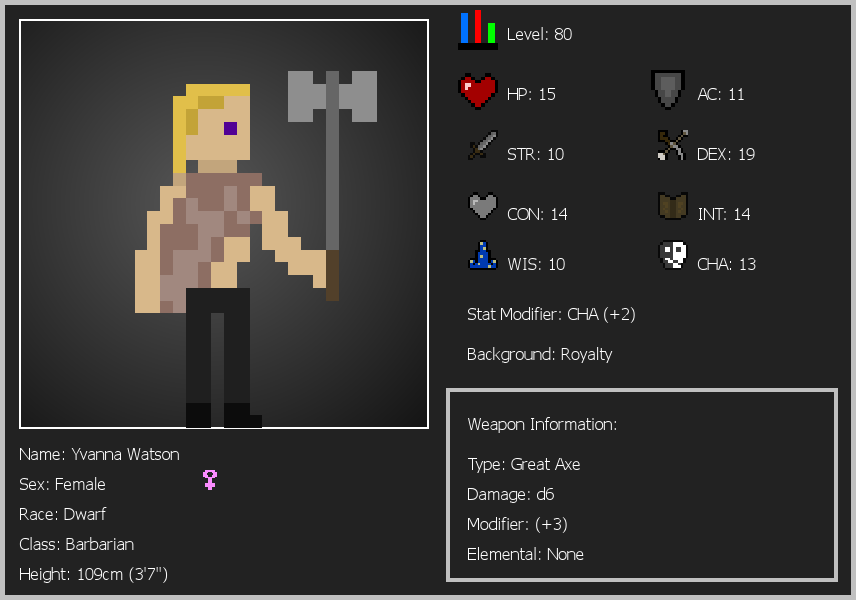 Level: 80
HP: 15
AC: 11
STR: 10
DEX: 19
CON: 14
INT: 14
WIS: 10
CHA: 13
Stat Modifier: CHA (+2)
Background: Royalty
Weapon Information:
Type: Great Axe
Damage: d6
Modifier: (+3)
Elemental: None
Name: Yvanna Watson
Sex: Female
Race: Dwarf
Class: Barbarian
Height: 109cm (3'7")